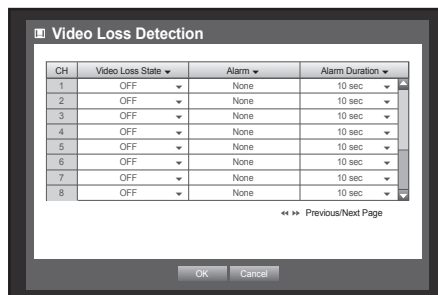 Video Loss Detection
CH Video Loss State Alarm Alarm Duration
1 OFF None 10 sec
2 OFF None 10 sec
3 OFF None 10 sec
4 OFF None 10 sec
5 OFF None 10 sec
6 OFF None 10 sec
7 OFF None 10 sec
8 OFF None 10 sec
Previous/Next Page
OK Cancel